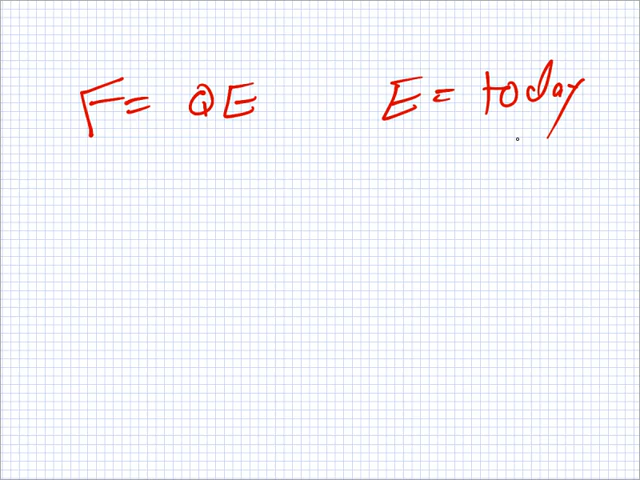 F = QE E = today